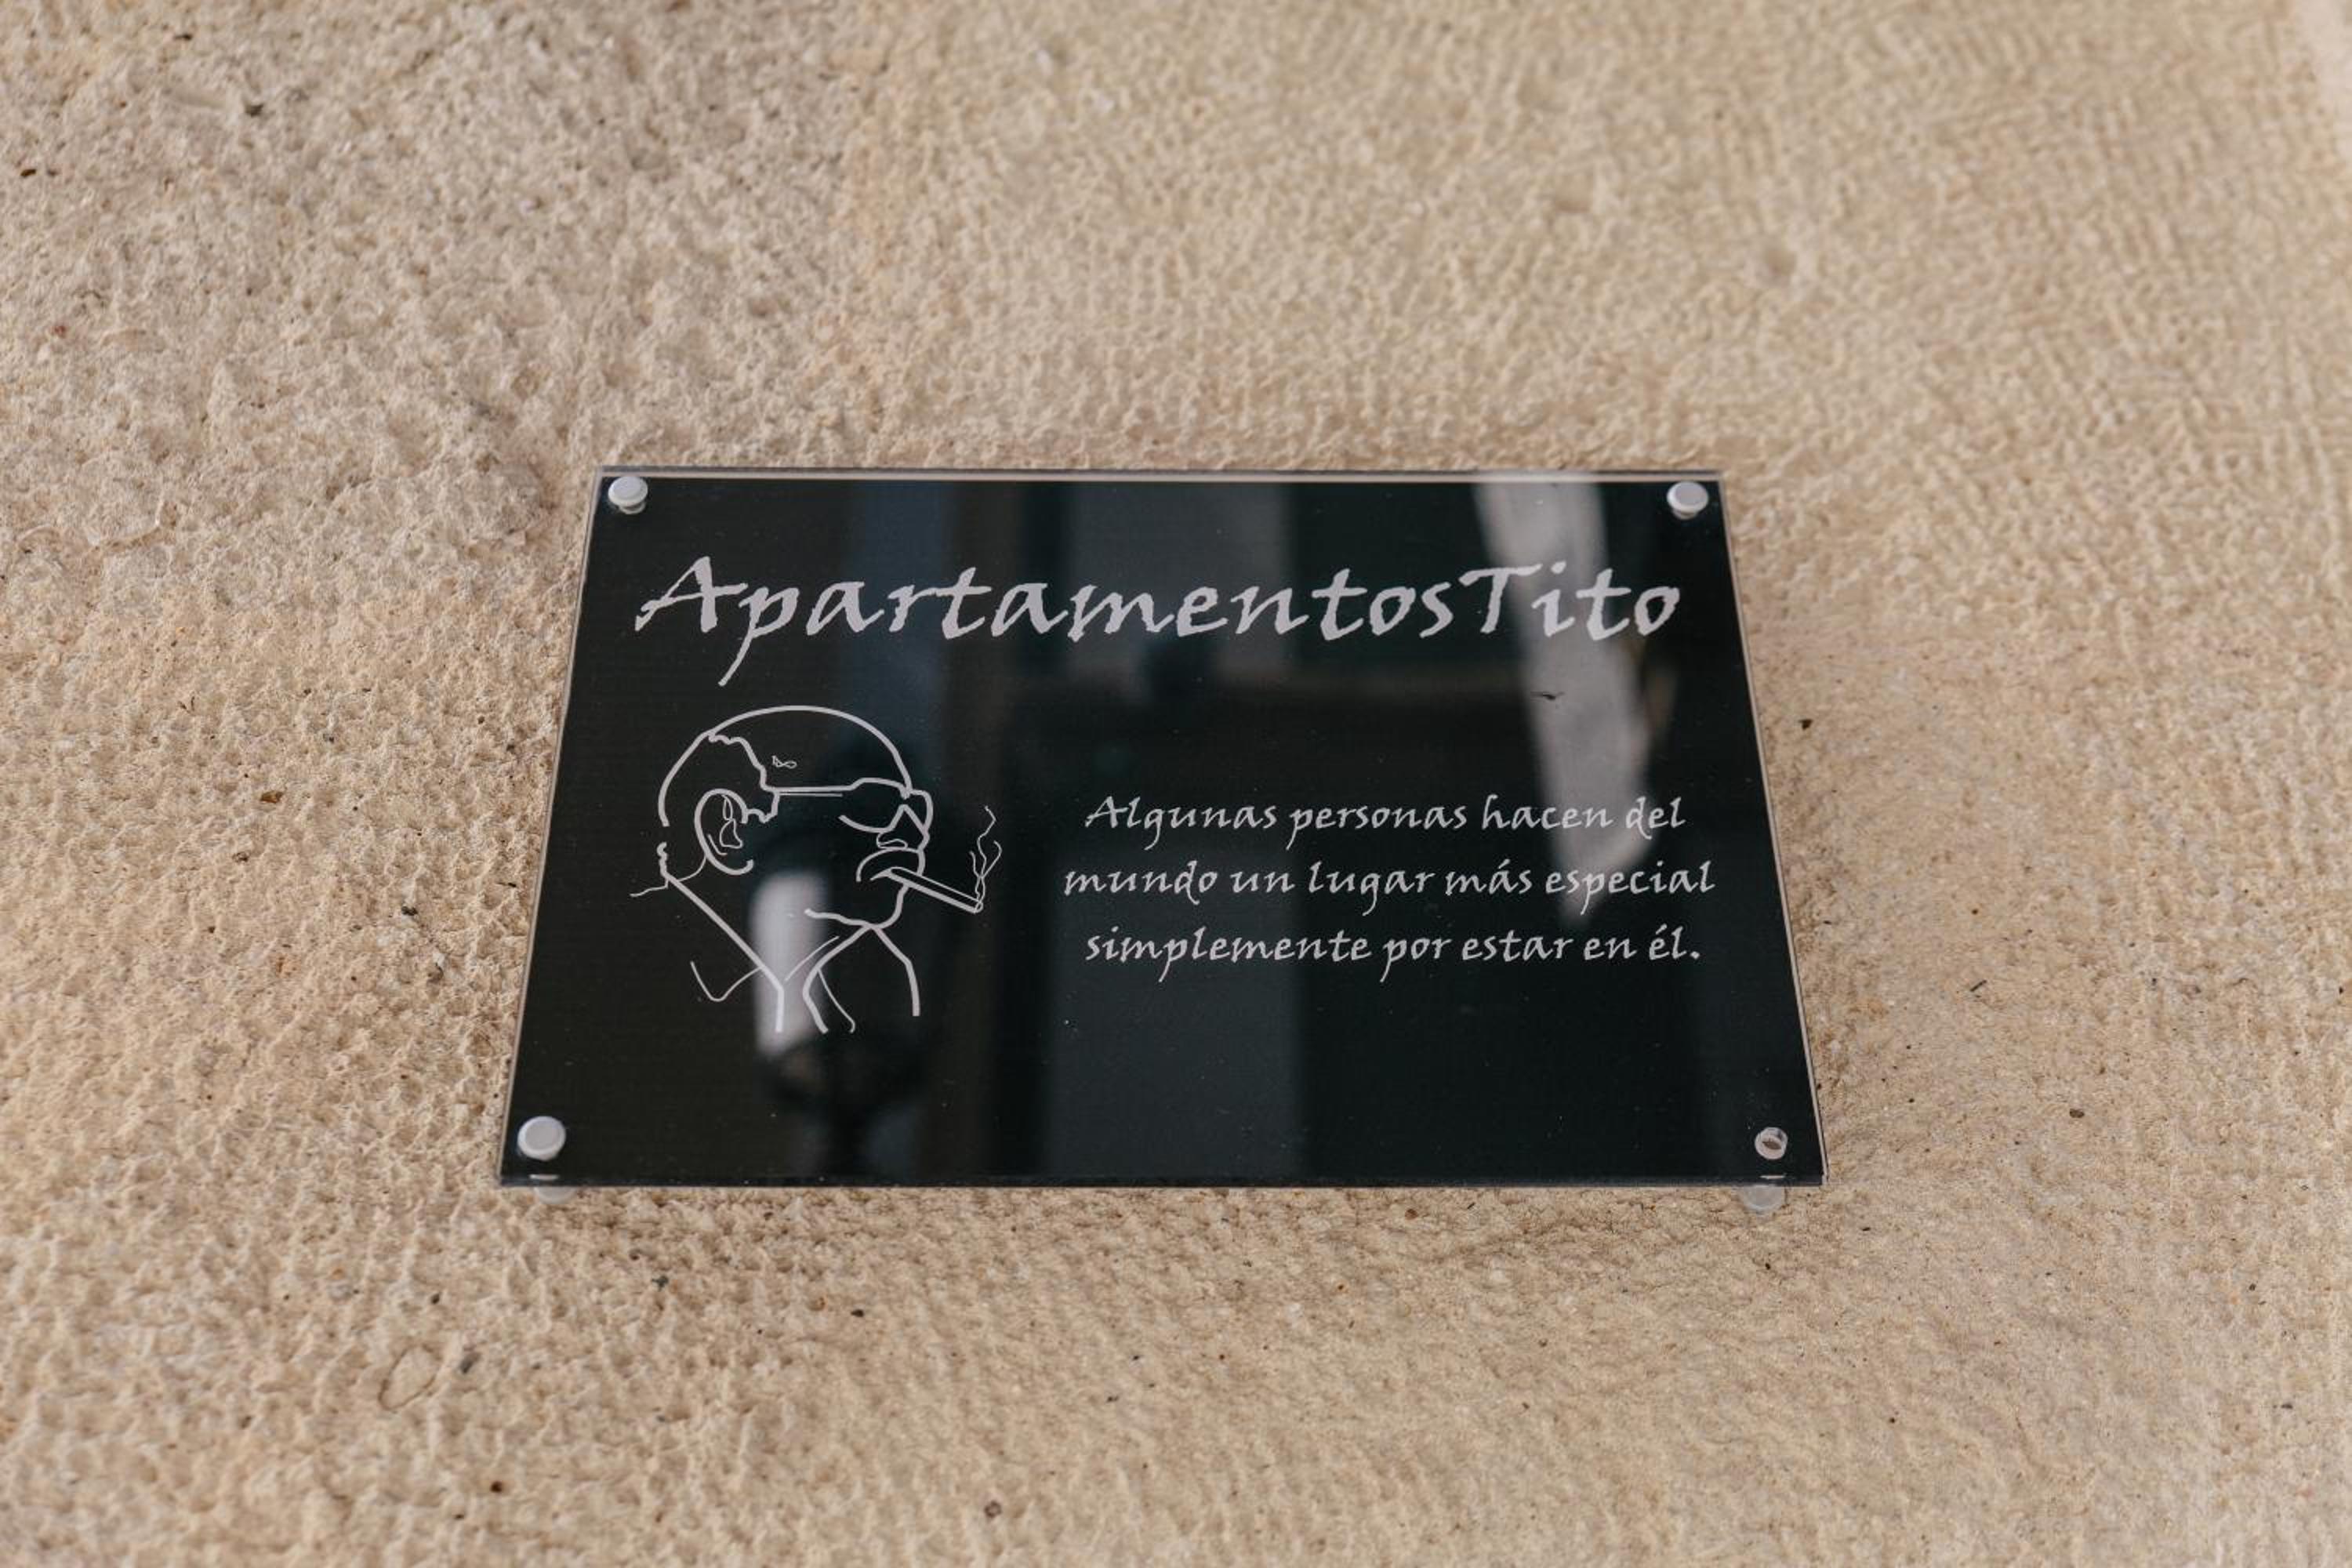 ApartamentosTito
Algunas personas hacen del
mundo un lugar más especial
simplemente por estar en él.